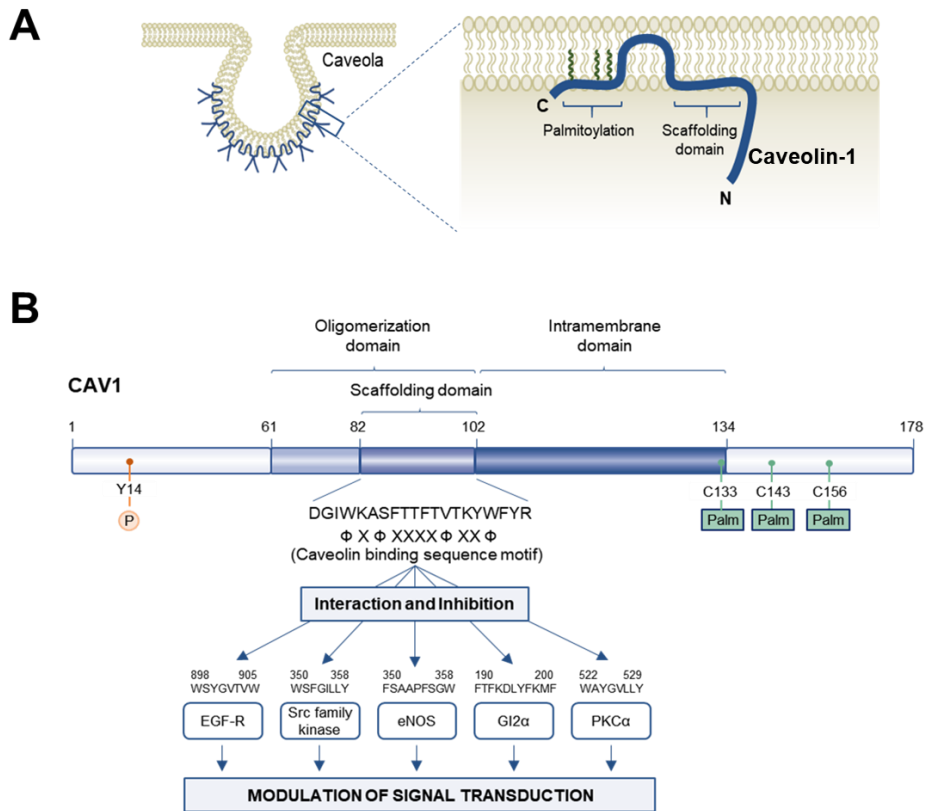 A
Caveola
C
Palmitoylation
Scaffolding
domain
Caveolin-1
N
B
Oligomerization
domain
Intramembrane
domain
CAV1
Scaffolding domain
1 61 82 102 134 178
Y14
P
C133 C143 C156
Palm Palm Palm
DGIWKASFTTFTVTKYWFYR
Φ X Φ XXXX Φ XX Φ
(Caveolin binding sequence motif)
Interaction and Inhibition
898 905 350 358 350 358 190 200 522 529
WSYGVTVW WSFGILLY FSAAPFSGW FTFKDLYFKMF WAYGVLLY
EGF-R
Src family
kinase
eNOS
GI2α
PKCα
MODULATION OF SIGNAL TRANSDUCTION